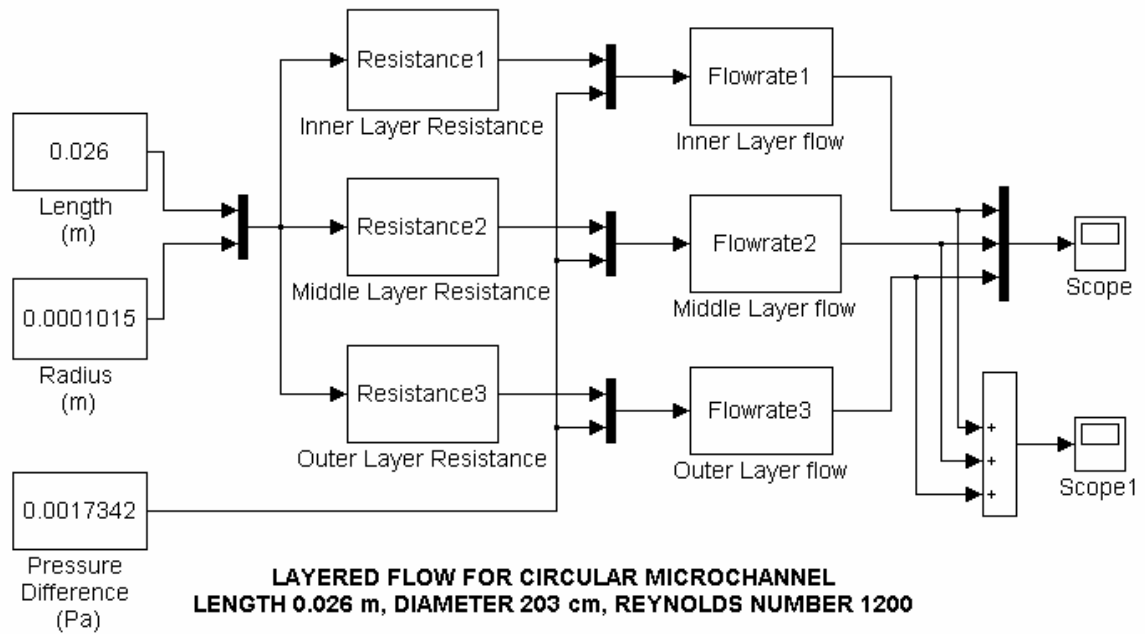 Resistance1
Inner Layer Resistance
Flowrate1
Inner Layer flow
0.026
Length
(m)
Resistance2
Middle Layer Resistance
Flowrate2
Middle Layer flow
Scope
0.0001015
Radius
(m)
Resistance3
Outer Layer Resistance
Flowrate3
Outer Layer flow
+
+
+
Scope1
0.0017342
Pressure
Difference
(Pa)
LAYERED FLOW FOR CIRCULAR MICROCHANNEL
LENGTH 0.026 m, DIAMETER 203 cm, REYNOLDS NUMBER 1200